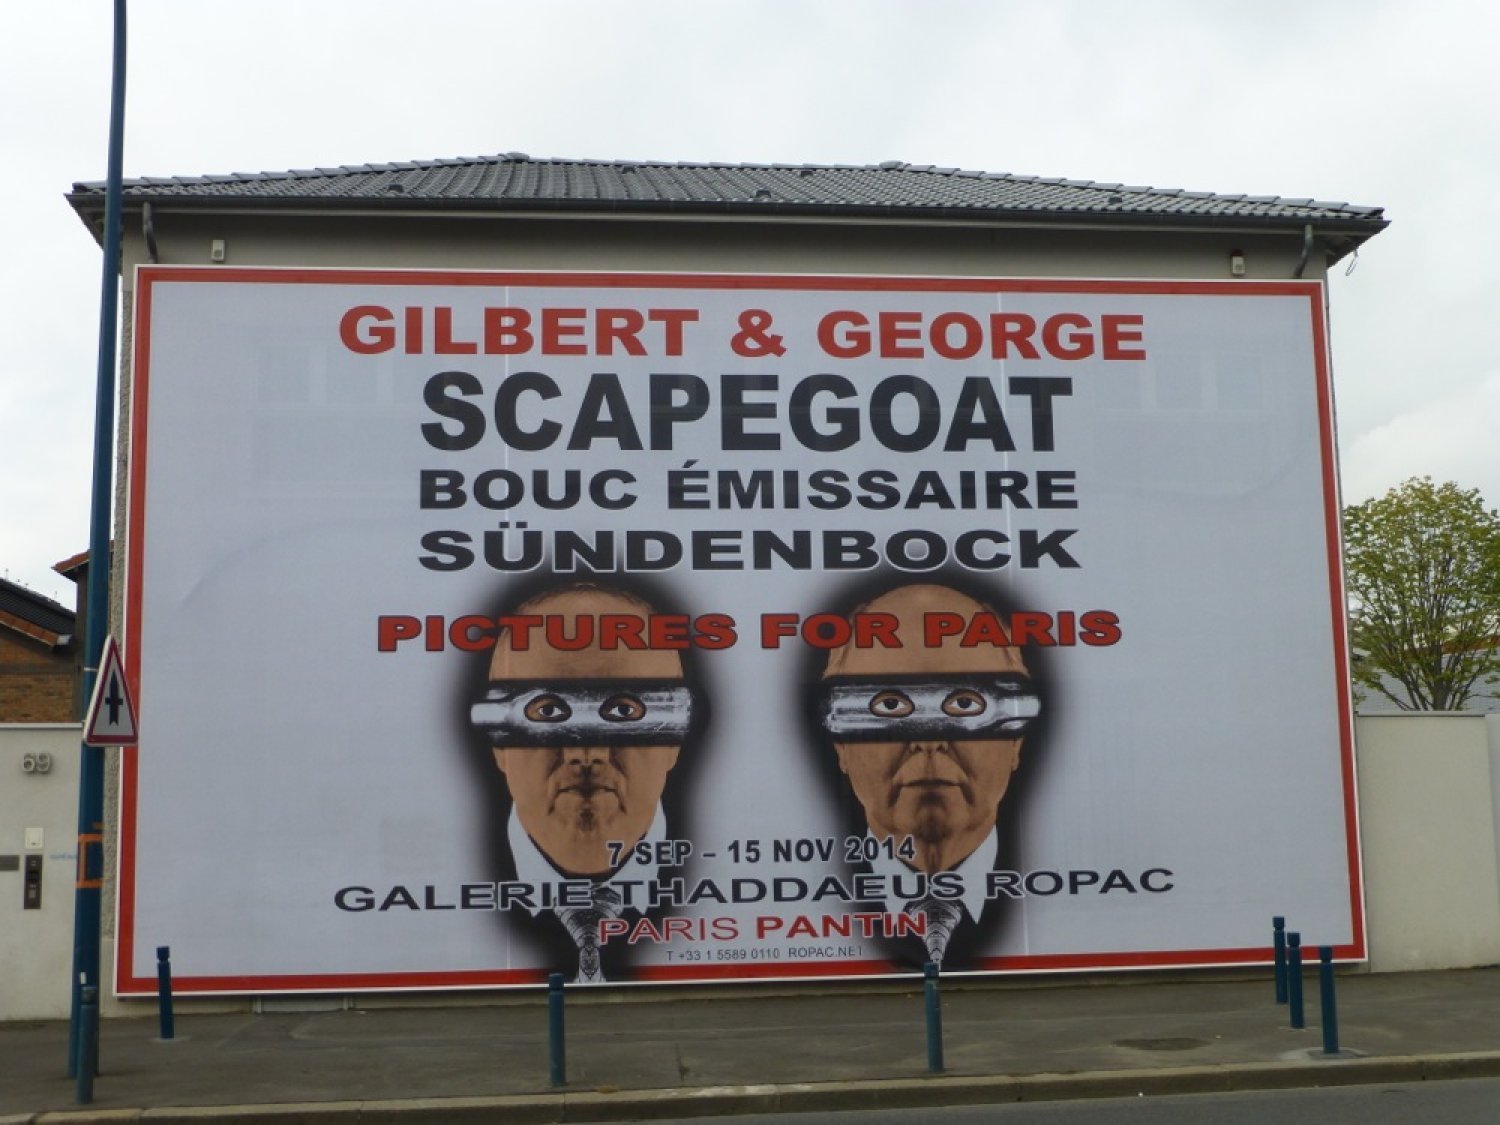 GILBERT & GEORGE
SCAPEGOAT
BOUC ÉMISSAIRE
SÜNDENBOCK
PICTURES FOR PARIS
7 SEP – 15 NOV 2014
GALERIE THADDAEUS ROPAC
PARIS PANTIN
T +33 1 5589 0110 ROPAC.NET
69